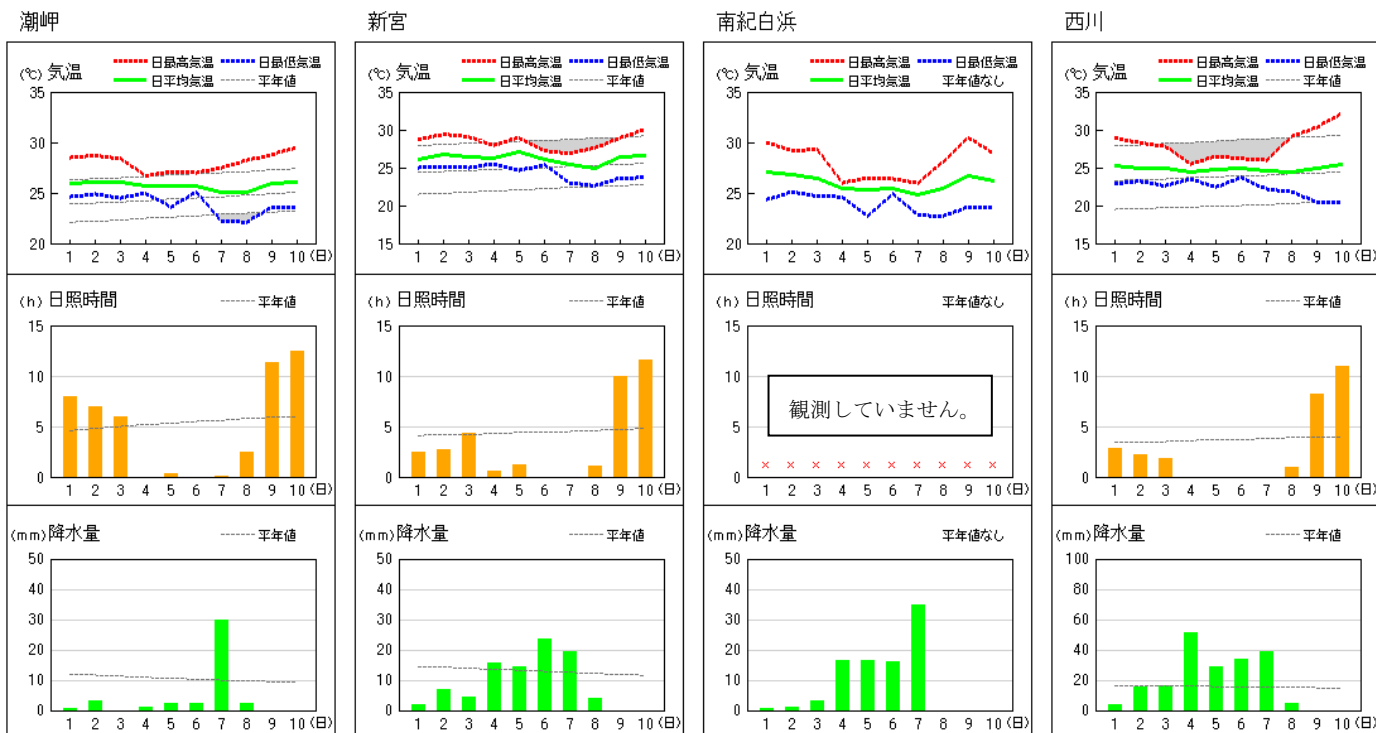 潮岬
(℃) 気温
日最高気温 日最低気温
日平均気温 平年値
35
30
25
20
1 2 3 4 5 6 7 8 9 10 (日)
(h) 日照時間 平年値
15
10
5
0
1 2 3 4 5 6 7 8 9 10 (日)
(mm) 降水量 平年値
50
40
30
20
10
0
1 2 3 4 5 6 7 8 9 10 (日)
新宮
(℃) 気温
日最高気温 日最低気温
日平均気温 平年値
35
30
25
20
15
1 2 3 4 5 6 7 8 9 10 (日)
(h) 日照時間 平年値
15
10
5
0
1 2 3 4 5 6 7 8 9 10 (日)
(mm) 降水量 平年値
50
40
30
20
10
0
1 2 3 4 5 6 7 8 9 10 (日)
南紀白浜
(℃) 気温
日最高気温 日最低気温
日平均気温 平年値なし
35
30
25
20
1 2 3 4 5 6 7 8 9 10 (日)
(h) 日照時間 平年値なし
15
10
5
0
観測していません。
× × × × × × × × × ×
1 2 3 4 5 6 7 8 9 10 (日)
(mm) 降水量 平年値なし
50
40
30
20
10
0
1 2 3 4 5 6 7 8 9 10 (日)
西川
(℃) 気温
日最高気温 日最低気温
日平均気温 平年値
35
30
25
20
15
1 2 3 4 5 6 7 8 9 10 (日)
(h) 日照時間 平年値
15
10
5
0
1 2 3 4 5 6 7 8 9 10 (日)
(mm) 降水量 平年値
100
80
60
40
20
0
1 2 3 4 5 6 7 8 9 10 (日)